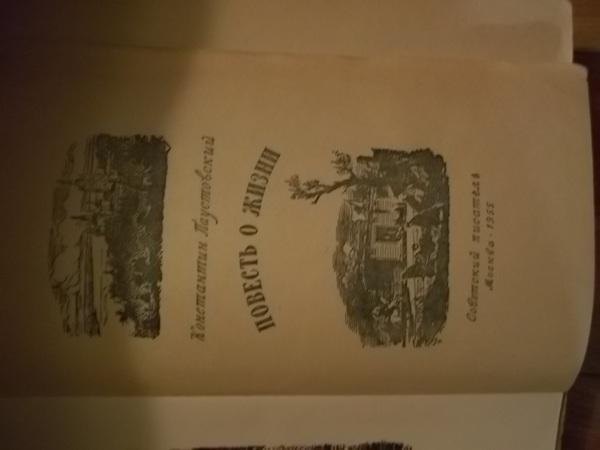 Константин Паустовский
ПОВЕСТЬ О ЖИЗНИ
Советский писатель
Москва · 1955